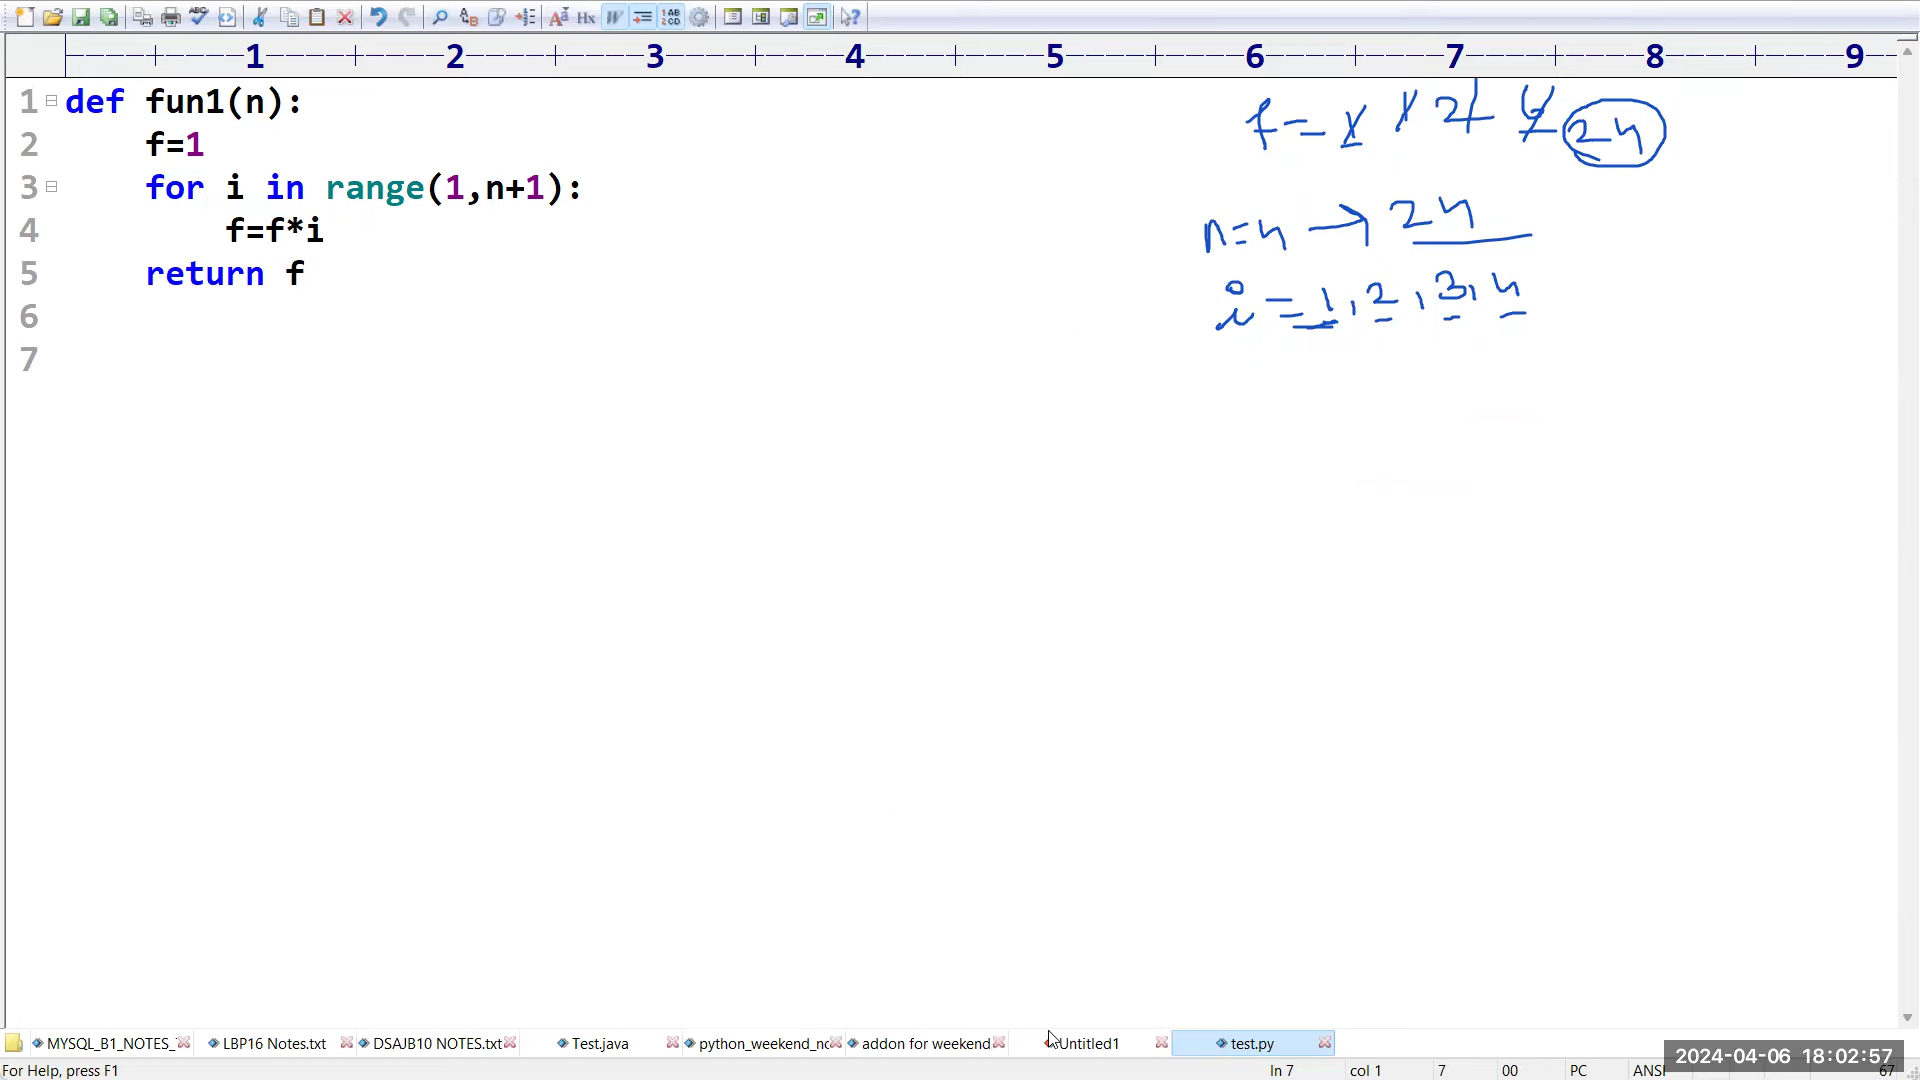 1 2 3 4 5 6 7 8 9
1 def fun1(n):
2 f=1
3 for i in range(1,n+1):
4 f=f*i
5 return f
6
7
f = 1 1 2 6 24
n=4 → 24
i = 1, 2, 3, 4
MYSQL_B1_NOTES_ LBP16 Notes.txt DSAJB10 NOTES.txt Test.java python_weekend_no addon for weekend Untitled1 test.py
For Help, press F1 ln 7 col 1 7 00 PC ANSI 67
2024-04-06 18:02:57